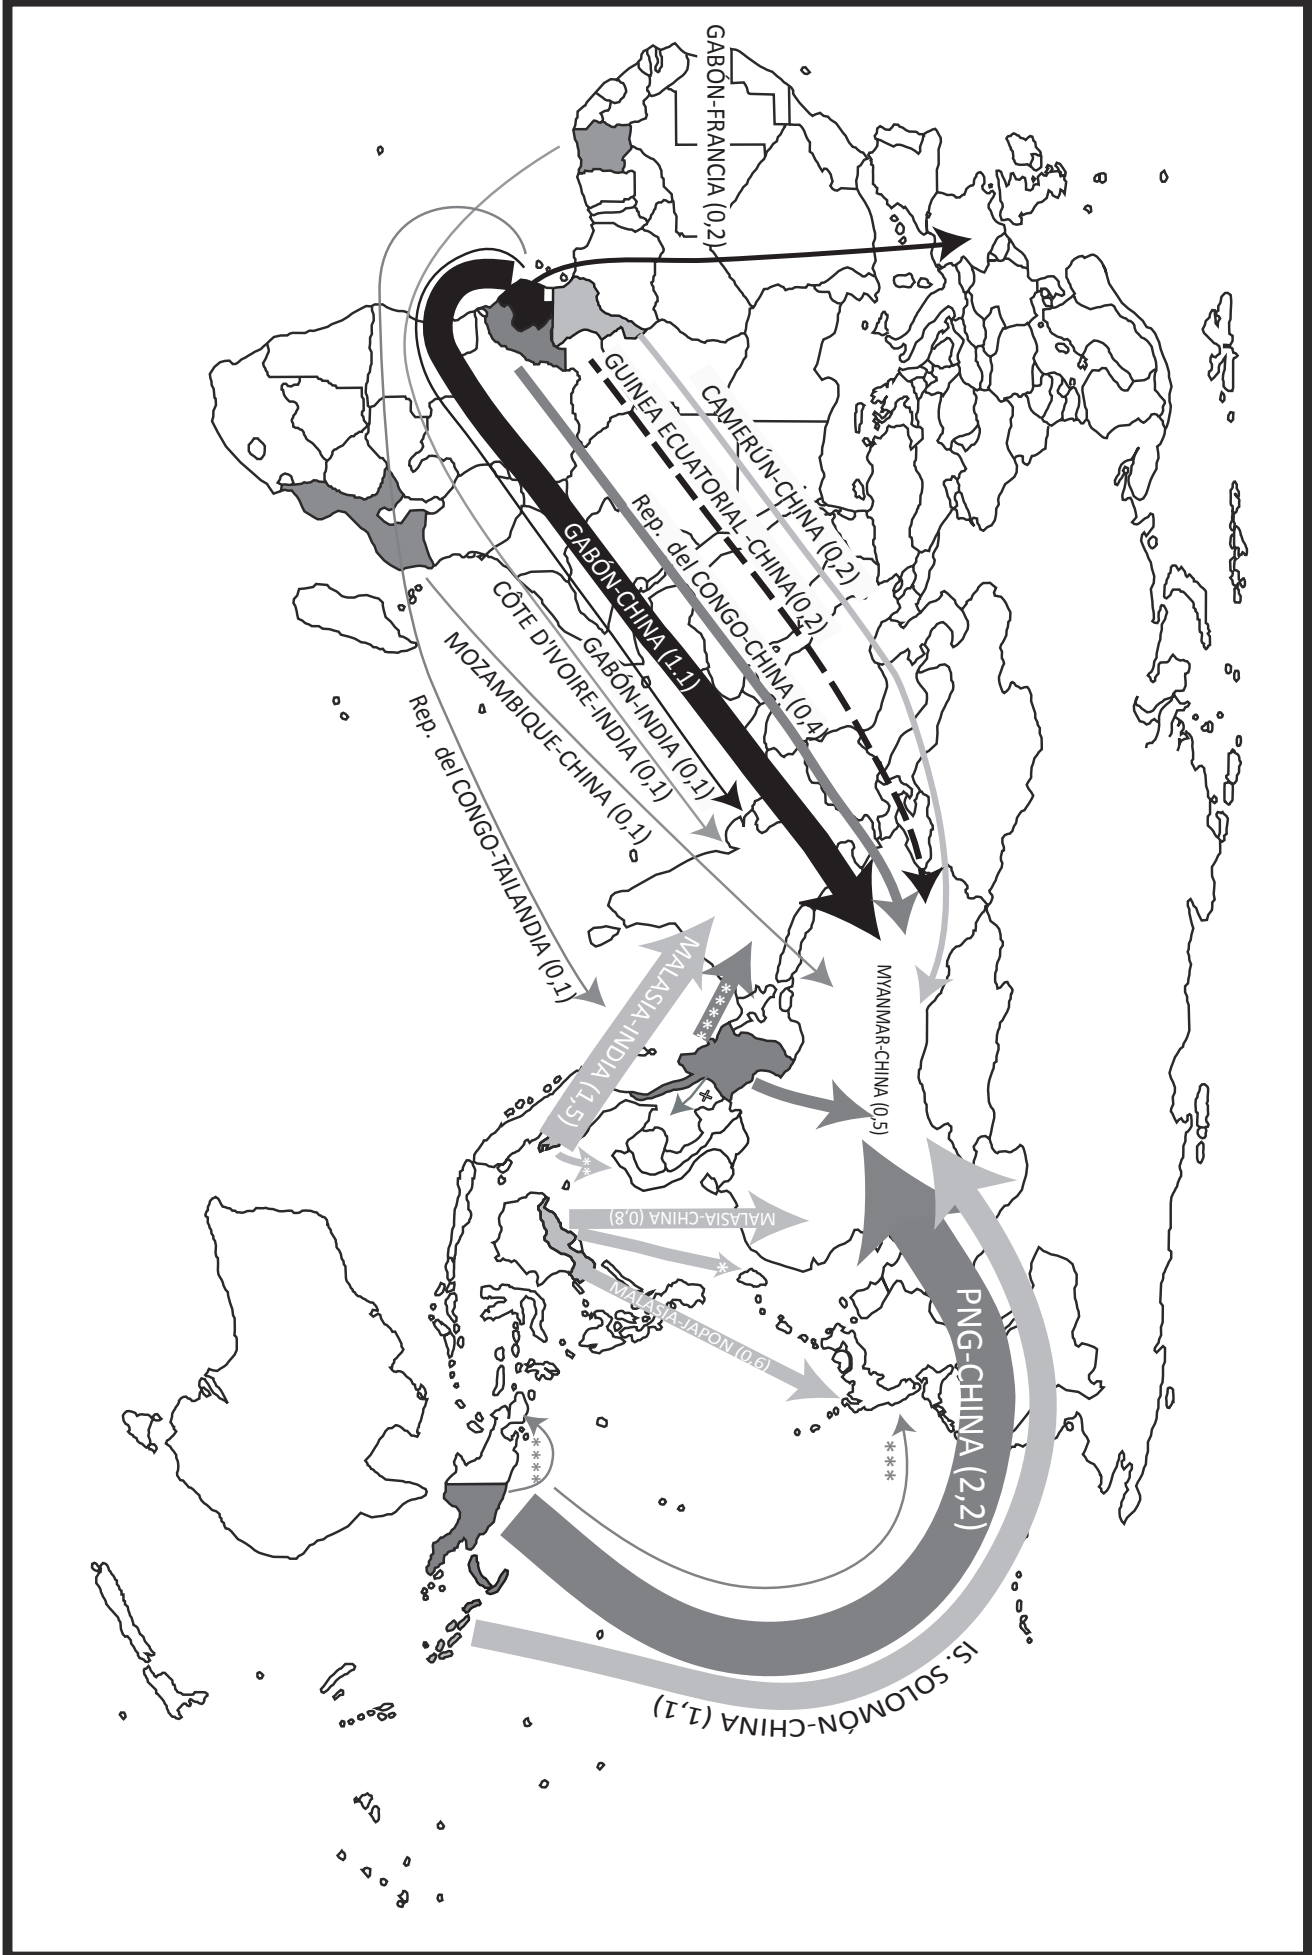 GABÓN-FRANCIA (0,2)
CAMERÚN-CHINA (0,2)
GUINEA ECUATORIAL -CHINA(0,2)
Rep. del CONGO-CHINA (0,4)
GABÓN-CHINA (1.1)
GABÓN-INDIA (0,1)
CÔTE D'IVOIRE-INDIA (0,1)
MOZAMBIQUE-CHINA (0,1)
Rep. del CONGO-TAILANDIA (0,1)
MYANMAR-CHINA (0,5)
MALASIA-INDIA (1,5)
*****
+
**
MALASIA-CHINA (0,8)
*
MALASIA-JAPON (0,6)
****
***
PNG-CHINA (2,2)
IS. SOLOMÓN-CHINA (1,1)